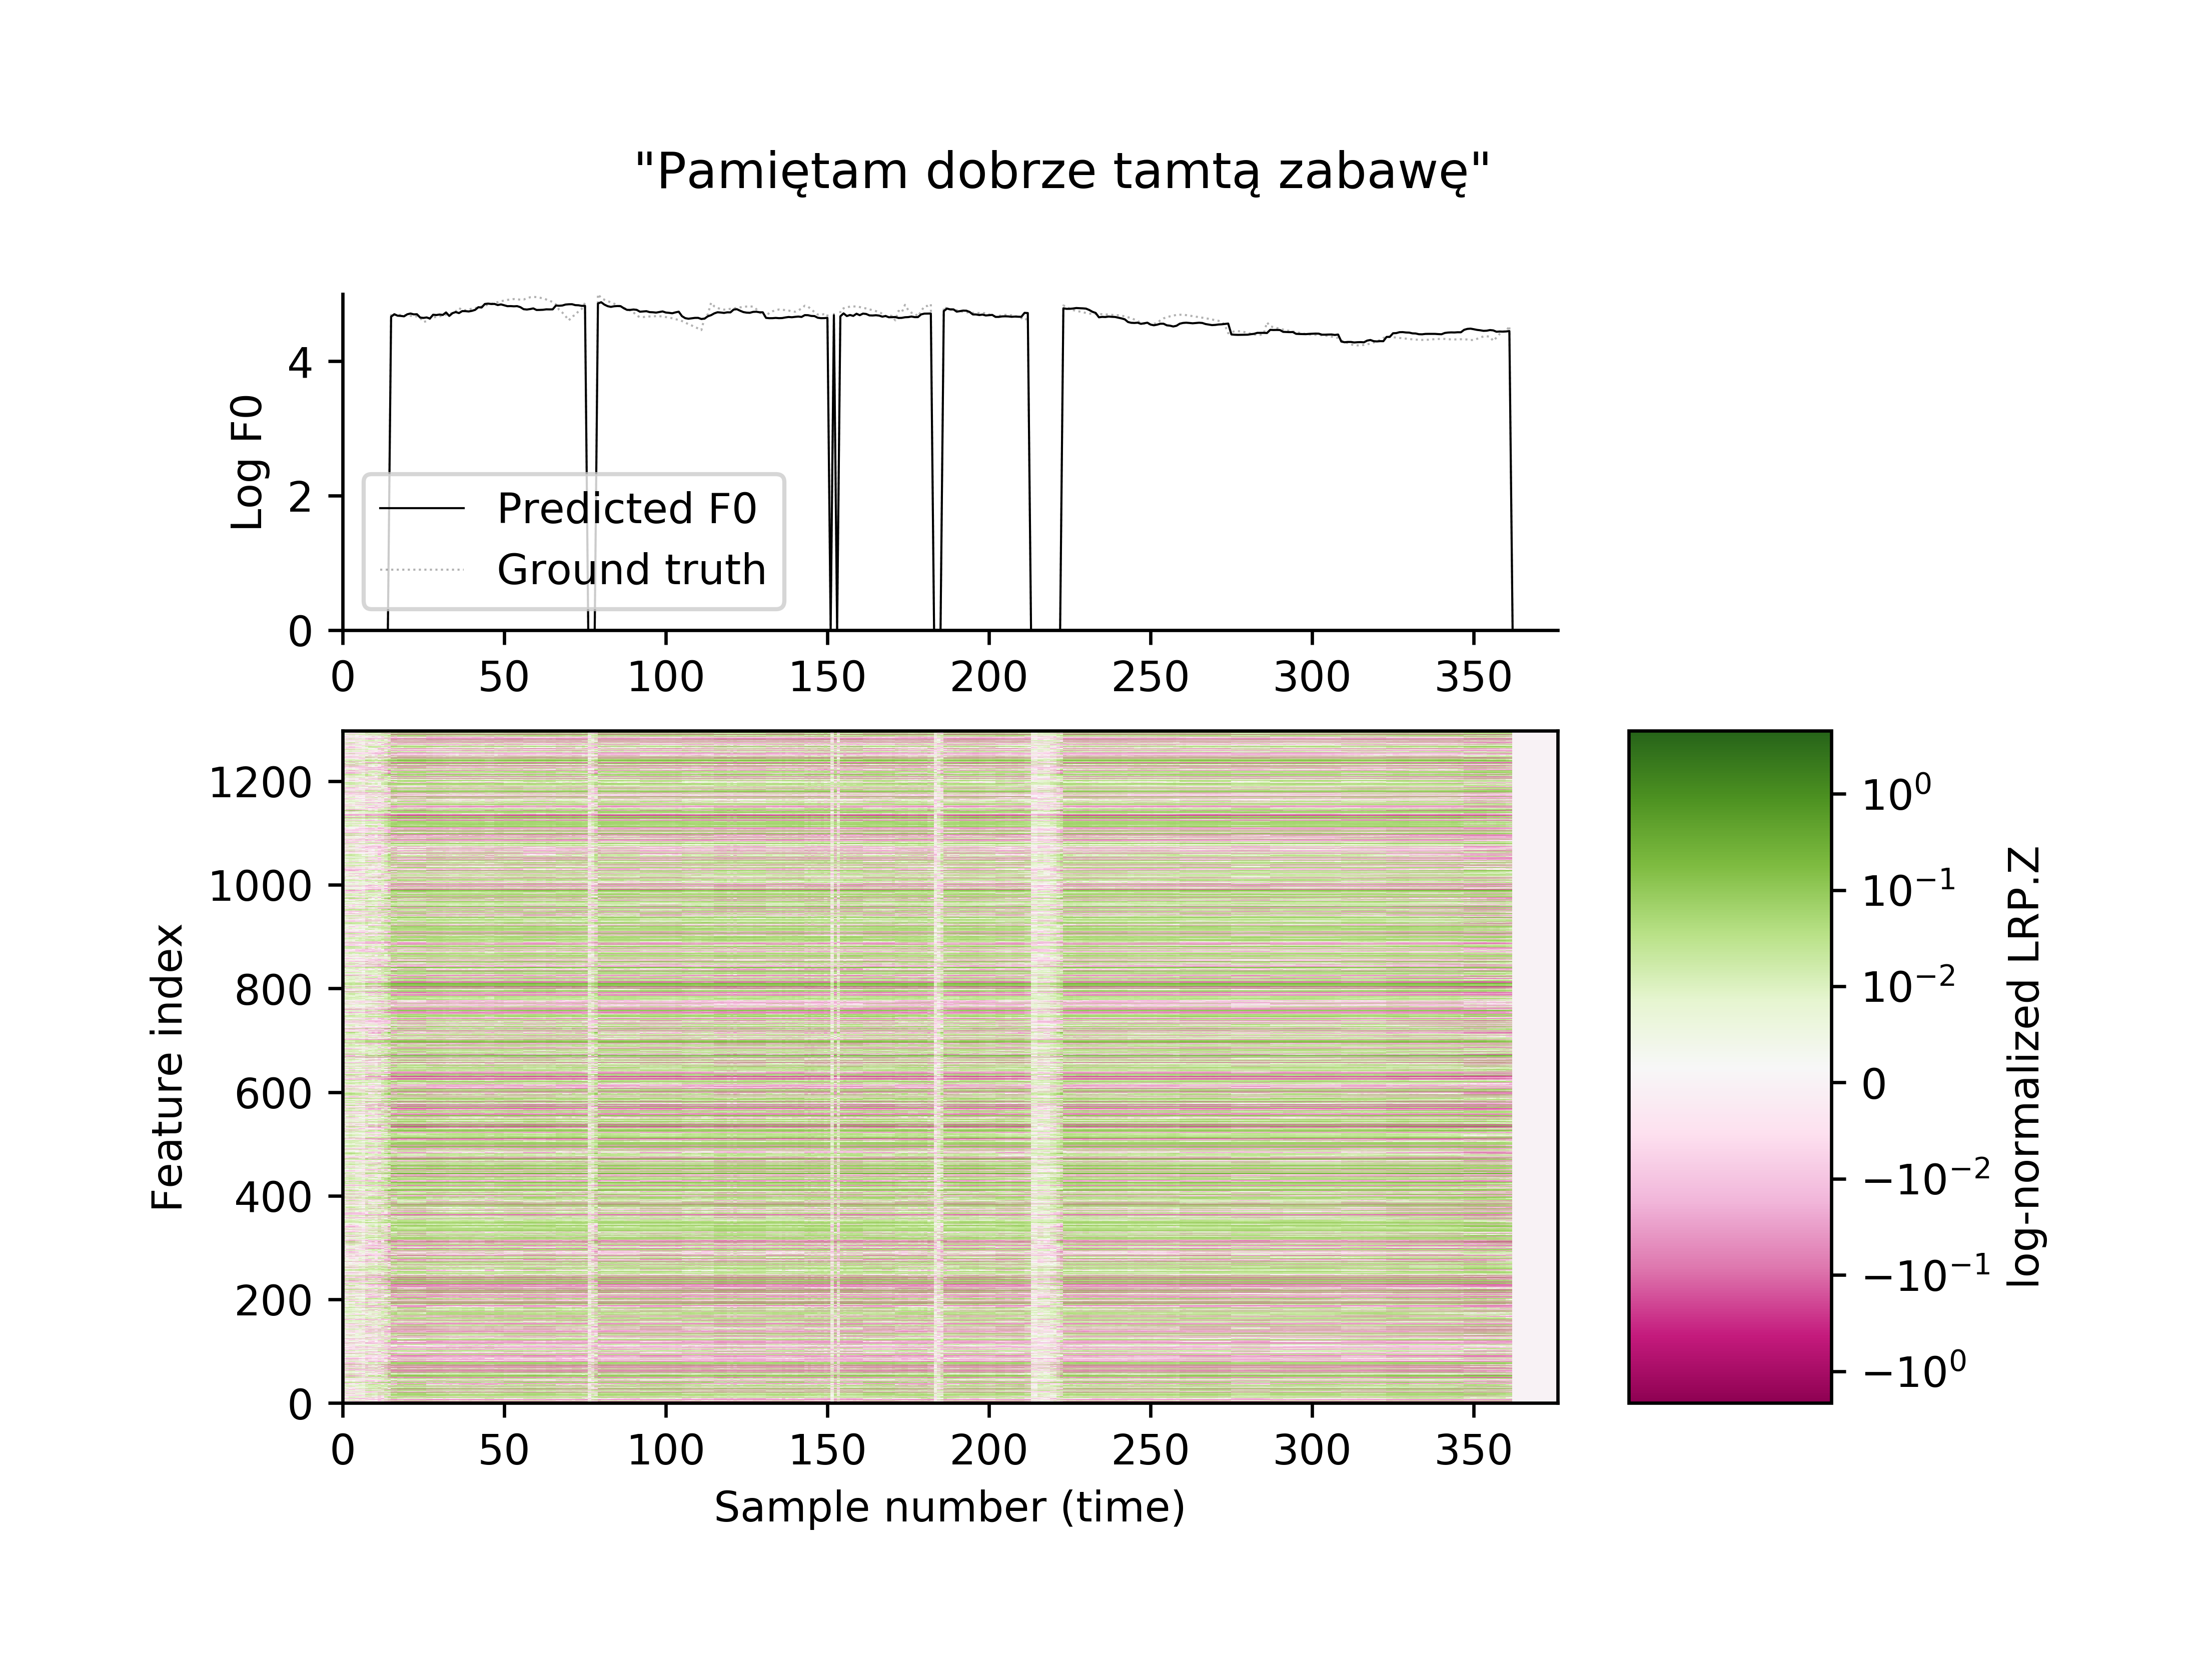 "Pamiętam dobrze tamtą zabawę"
Log F0
4
2
0
Predicted F0
Ground truth
0 50 100 150 200 250 300 350
Feature index
1200
1000
800
600
400
200
0
0 50 100 150 200 250 300 350
Sample number (time)
10⁰
10⁻¹
10⁻²
0
−10⁻²
−10⁻¹
−10⁰
log-normalized LRP.Z